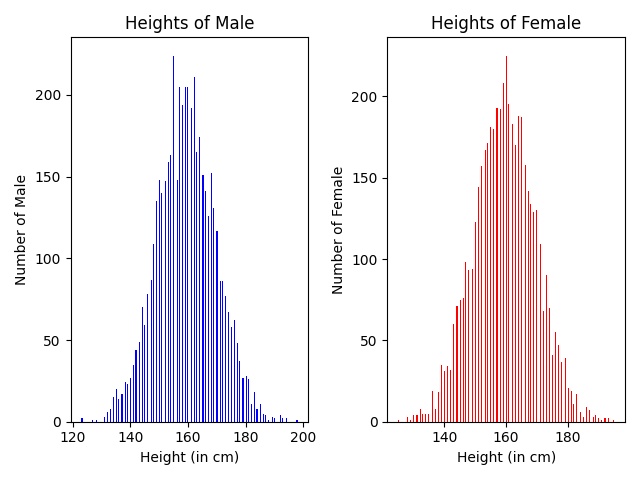 Heights of Male
200
150
100
50
0
120 140 160 180 200
Height (in cm)
Number of Male
Heights of Female
200
150
100
50
0
140 160 180
Height (in cm)
Number of Female